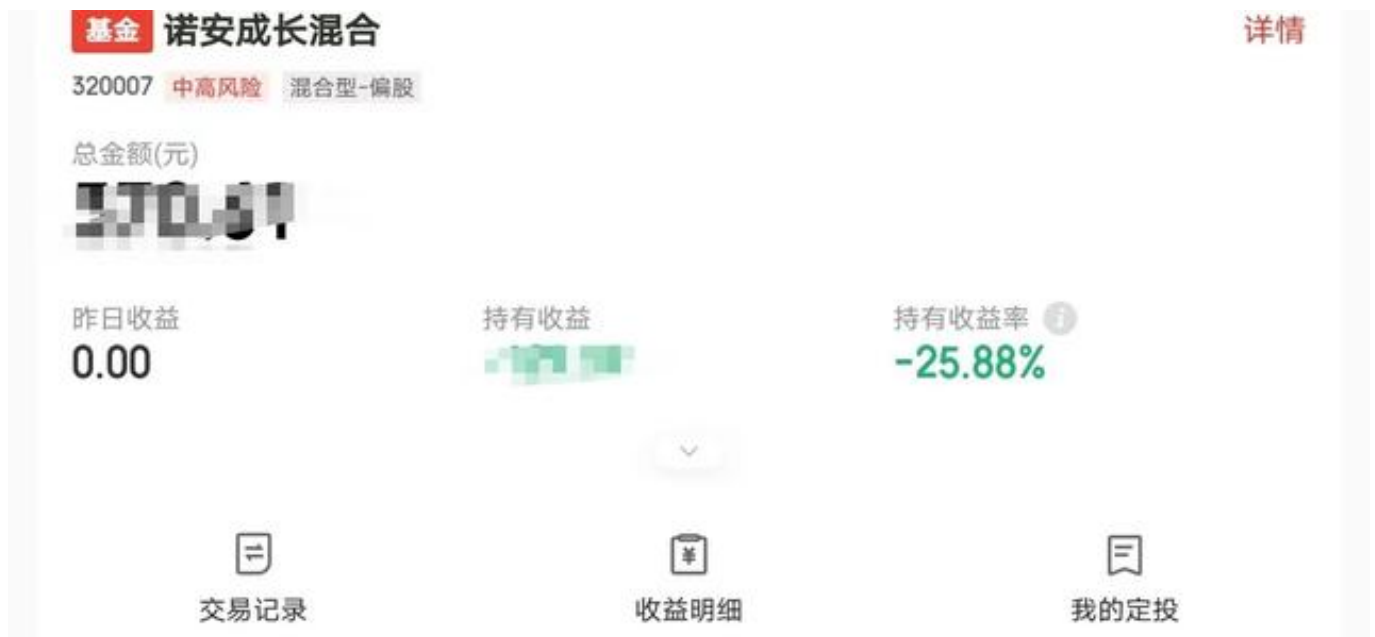 基金 诺安成长混合 详情
320007 中高风险 混合型-偏股
总金额(元)
昨日收益 持有收益 持有收益率
0.00 -25.88%
交易记录 收益明细 我的定投